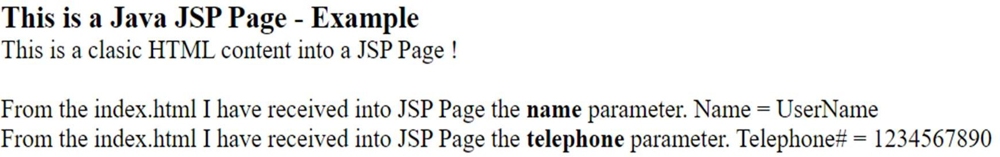 This is a Java JSP Page - Example
This is a clasic HTML content into a JSP Page !
From the index.html I have received into JSP Page the name parameter. Name = UserName
From the index.html I have received into JSP Page the telephone parameter. Telephone# = 1234567890